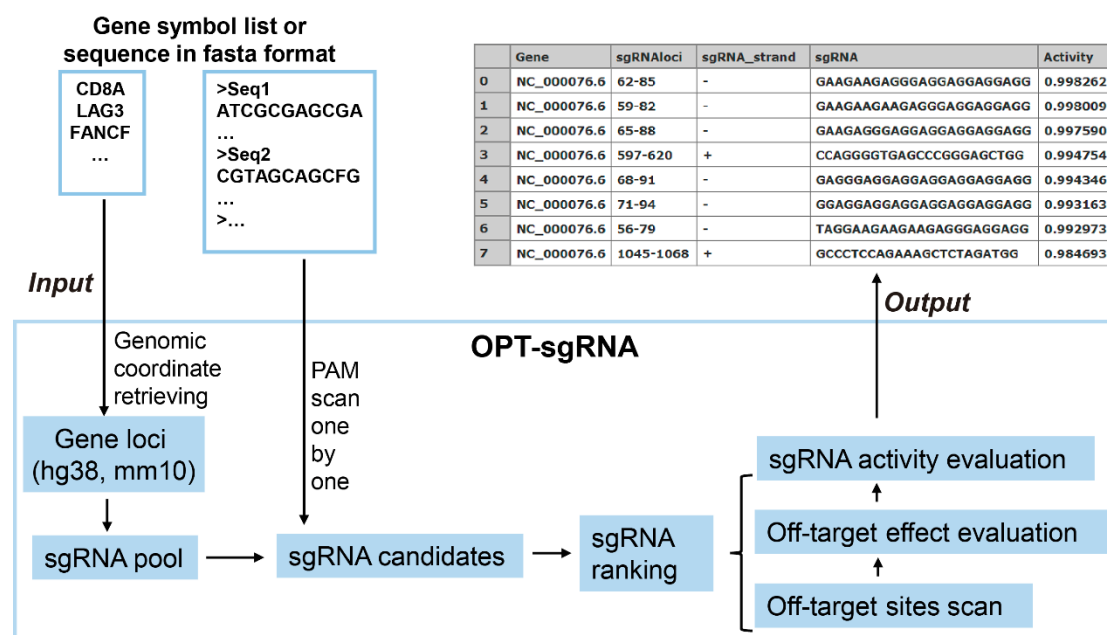 Gene symbol list or
sequence in fasta format
CD8A
LAG3
FANCF
...
>Seq1
ATCGCGAGCGA
...
>Seq2
CGTAGCAGCFG
...
>...
Gene sgRNAloci sgRNA_strand sgRNA Activity
0 NC_000076.6 62-85 - GAAGAAGAGGGAGGAGGAGGAGG 0.998262
1 NC_000076.6 59-82 - GAAGAAGAAGAGGGAGGAGGAGG 0.998009
2 NC_000076.6 65-88 - GAAGAGGGAGGAGGAGGAGGAGG 0.997590
3 NC_000076.6 597-620 + CCAGGGGTGAGCCCGGGAGCTGG 0.994754
4 NC_000076.6 68-91 - GAGGGAGGAGGAGGAGGAGGAGG 0.994346
5 NC_000076.6 71-94 - GGAGGAGGAGGAGGAGGAGGAGG 0.993163
6 NC_000076.6 56-79 - TAGGAAGAAGAAGAGGGAGGAGG 0.992973
7 NC_000076.6 1045-1068 + GCCCTCCAGAAAGCTCTAGATGG 0.984693
Input
Output
OPT-sgRNA
Genomic
coordinate
retrieving
PAM
scan
one
by
one
Gene loci
(hg38, mm10)
sgRNA pool
sgRNA candidates
sgRNA
ranking
sgRNA activity evaluation
Off-target effect evaluation
Off-target sites scan